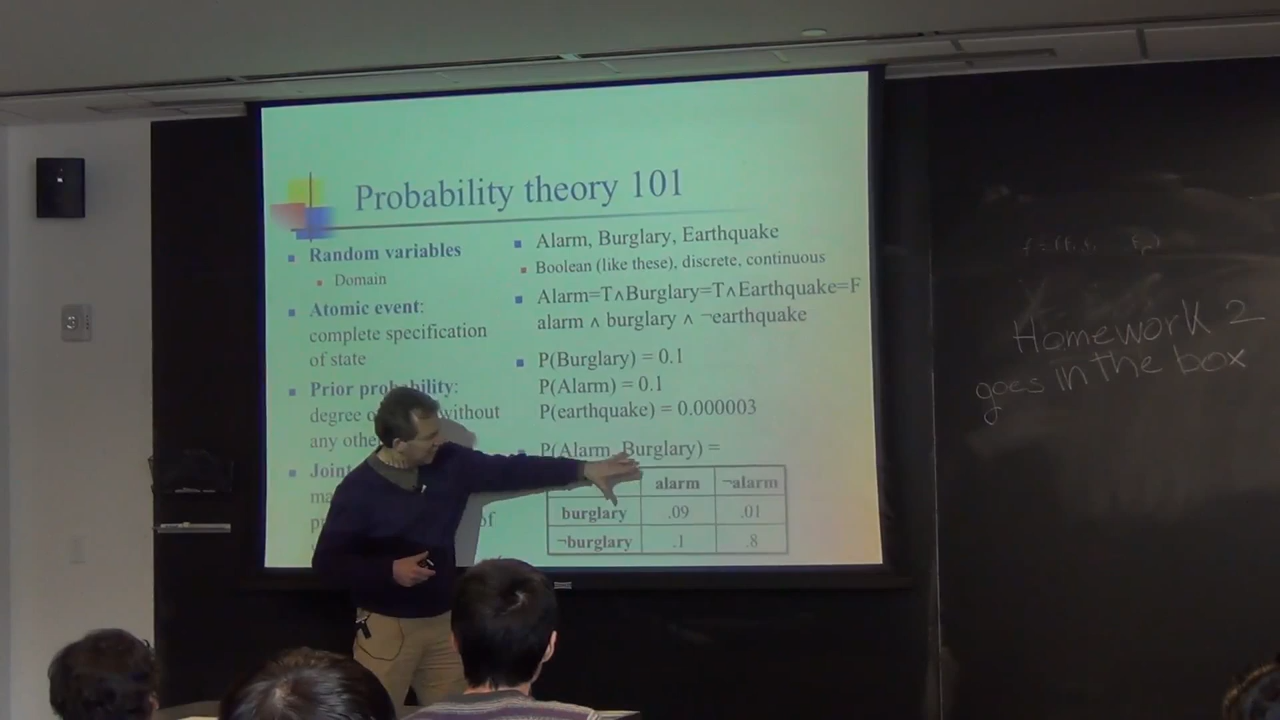 Probability theory 101
Random variables
Domain
Atomic event:
complete specification
of state
Prior probability:
degree without
any
Joint
of
Alarm, Burglary, Earthquake
Boolean (like these), discrete, continuous
Alarm=T∧Burglary=T∧Earthquake=F
alarm ∧ burglary ∧ ¬earthquake
P(Burglary) = 0.1
P(Alarm) = 0.1
P(earthquake) = 0.000003
P(Alarm, Burglary) =
alarm ¬alarm
burglary .09 .01
¬burglary .1 .8
Homework 2
goes in the box